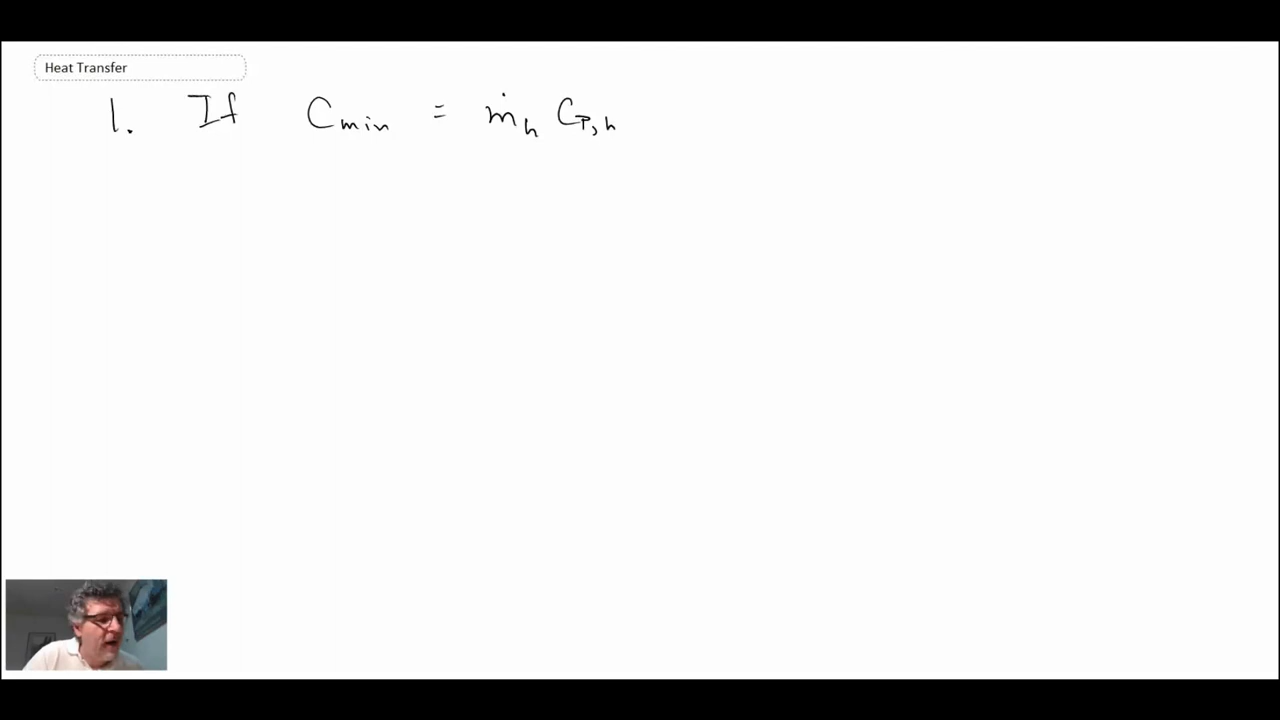 Heat Transfer
1. If Cmin = ṁh Cp,h